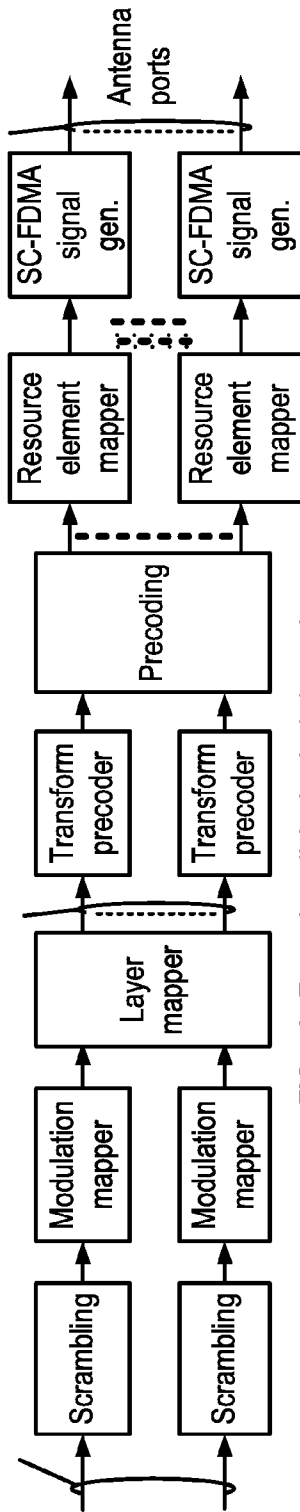 Scrambling
Modulation
mapper
Layer
mapper
Transform
precoder
Precoding
Resource
element
mapper
SC-FDMA
signal
gen.
Antenna
ports
Scrambling
Modulation
mapper
Transform
precoder
Resource
element
mapper
SC-FDMA
signal
gen.